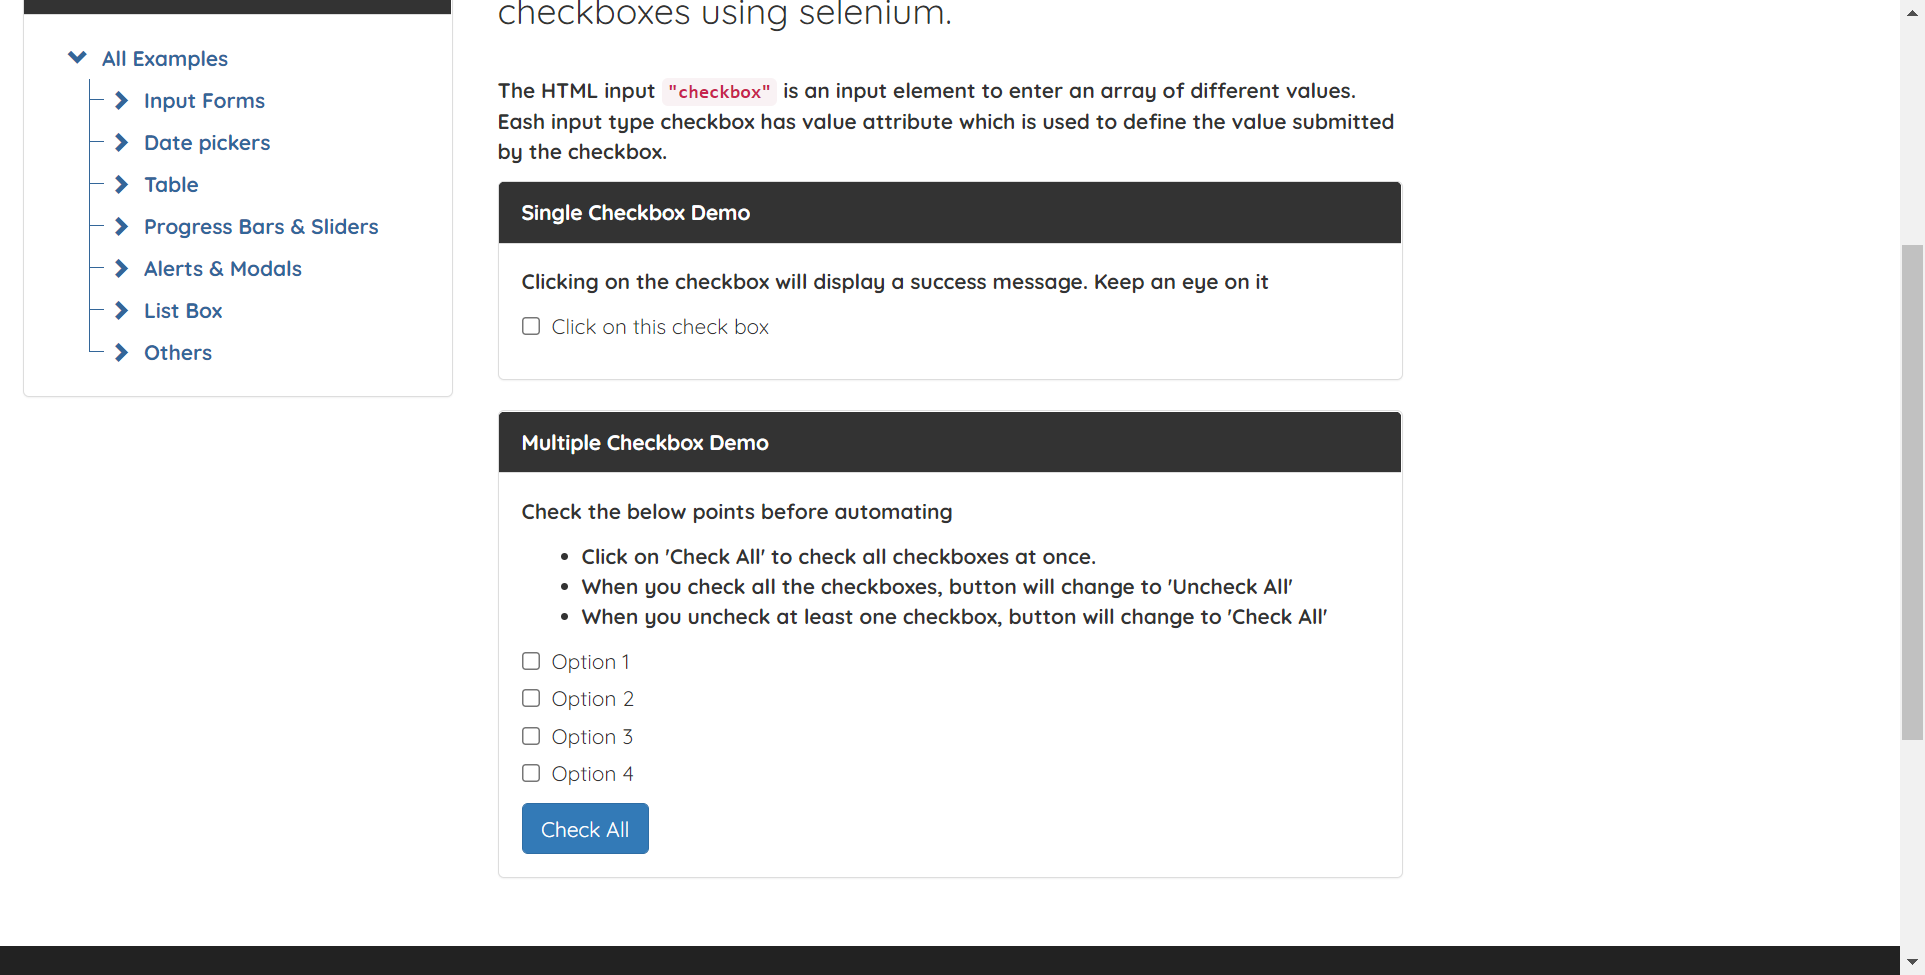 All Examples
Input Forms
Date pickers
Table
Progress Bars & Sliders
Alerts & Modals
List Box
Others
checkboxes using selenium.
The HTML input "checkbox" is an input element to enter an array of different values.
Eash input type checkbox has value attribute which is used to define the value submitted
by the checkbox.
Single Checkbox Demo
Clicking on the checkbox will display a success message. Keep an eye on it
Click on this check box
Multiple Checkbox Demo
Check the below points before automating
Click on 'Check All' to check all checkboxes at once.
When you check all the checkboxes, button will change to 'Uncheck All'
When you uncheck at least one checkbox, button will change to 'Check All'
Option 1
Option 2
Option 3
Option 4
Check All